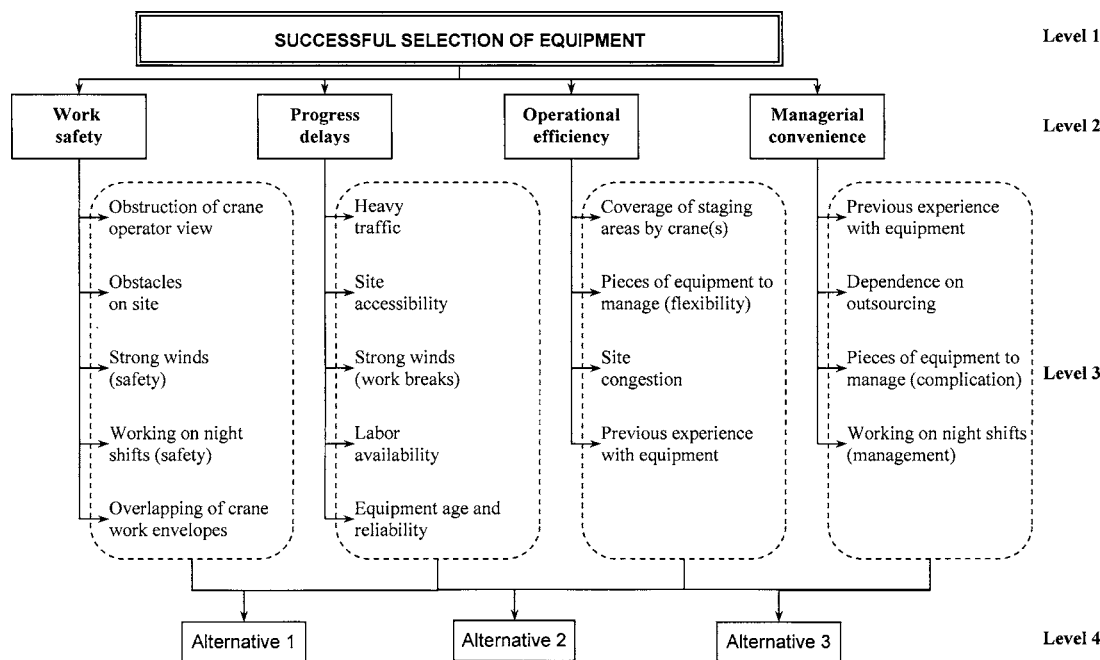 SUCCESSFUL SELECTION OF EQUIPMENT
Level 1
Work
safety
Progress
delays
Operational
efficiency
Managerial
convenience
Level 2
Obstruction of crane
operator view
Obstacles
on site
Strong winds
(safety)
Working on night
shifts (safety)
Overlapping of crane
work envelopes
Heavy
traffic
Site
accessibility
Strong winds
(work breaks)
Labor
availability
Equipment age and
reliability
Coverage of staging
areas by crane(s)
Pieces of equipment to
manage (flexibility)
Site
congestion
Previous experience
with equipment
Previous experience
with equipment
Dependence on
outsourcing
Pieces of equipment to
manage (complication)
Working on night shifts
(management)
Level 3
Alternative 1
Alternative 2
Alternative 3
Level 4